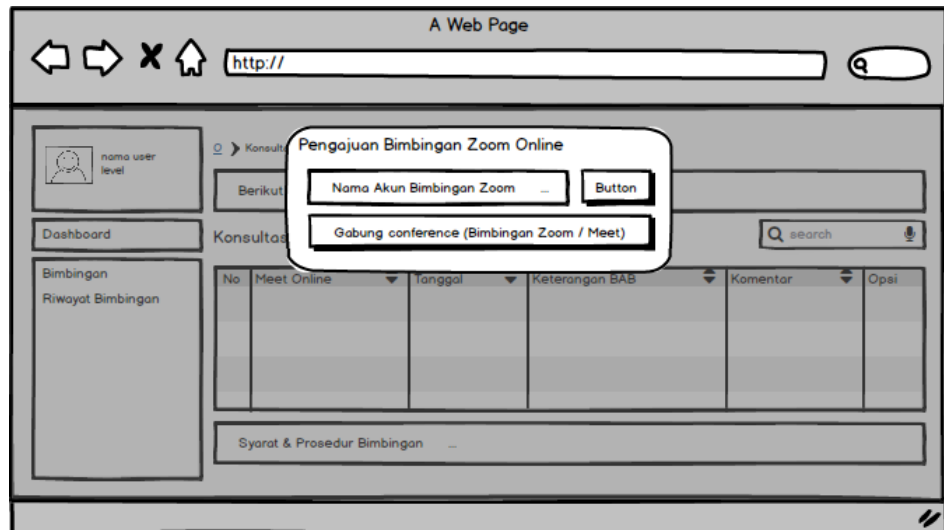 A Web Page
http://
nama user
level
O
Konsult
Pengajuan Bimbingan Zoom Online
Nama Akun Bimbingan Zoom ...
Button
Gabung conference (Bimbingan Zoom / Meet)
Berikut
Dashboard
Konsultas
search
Bimbingan
Riwayat Bimbingan
No Meet Online Tanggal Keterangan BAB Komentar Opsi
Syarat & Prosedur Bimbingan ...